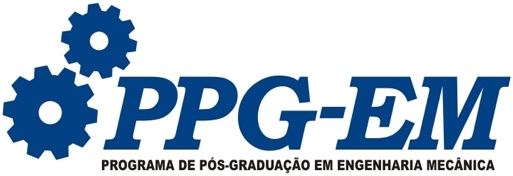 PPG-EM
PROGRAMA DE PÓS-GRADUAÇÃO EM ENGENHARIA MECÂNICA